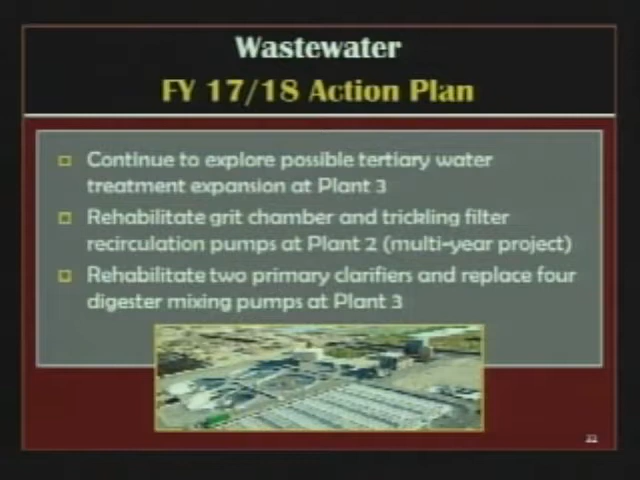 Wastewater
FY 17/18 Action Plan
Continue to explore possible tertiary water
treatment expansion at Plant 3
Rehabilitate grit chamber and trickling filter
recirculation pumps at Plant 2 (multi-year project)
Rehabilitate two primary clarifiers and replace four
digester mixing pumps at Plant 3